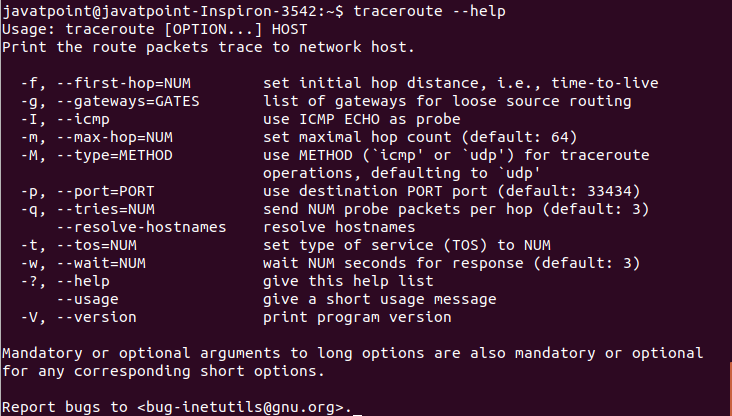 javatpoint@javatpoint-Inspiron-3542:~$ traceroute --help
Usage: traceroute [OPTION...] HOST
Print the route packets trace to network host.

  -f, --first-hop=NUM        set initial hop distance, i.e., time-to-live
  -g, --gateways=GATES       list of gateways for loose source routing
  -I, --icmp                 use ICMP ECHO as probe
  -m, --max-hop=NUM          set maximal hop count (default: 64)
  -M, --type=METHOD          use METHOD (`icmp' or `udp') for traceroute
                             operations, defaulting to `udp'
  -p, --port=PORT            use destination PORT port (default: 33434)
  -q, --tries=NUM            send NUM probe packets per hop (default: 3)
      --resolve-hostnames    resolve hostnames
  -t, --tos=NUM              set type of service (TOS) to NUM
  -w, --wait=NUM             wait NUM seconds for response (default: 3)
  -?, --help                 give this help list
      --usage                give a short usage message
  -V, --version              print program version

Mandatory or optional arguments to long options are also mandatory or optional
for any corresponding short options.

Report bugs to <bug-inetutils@gnu.org>.